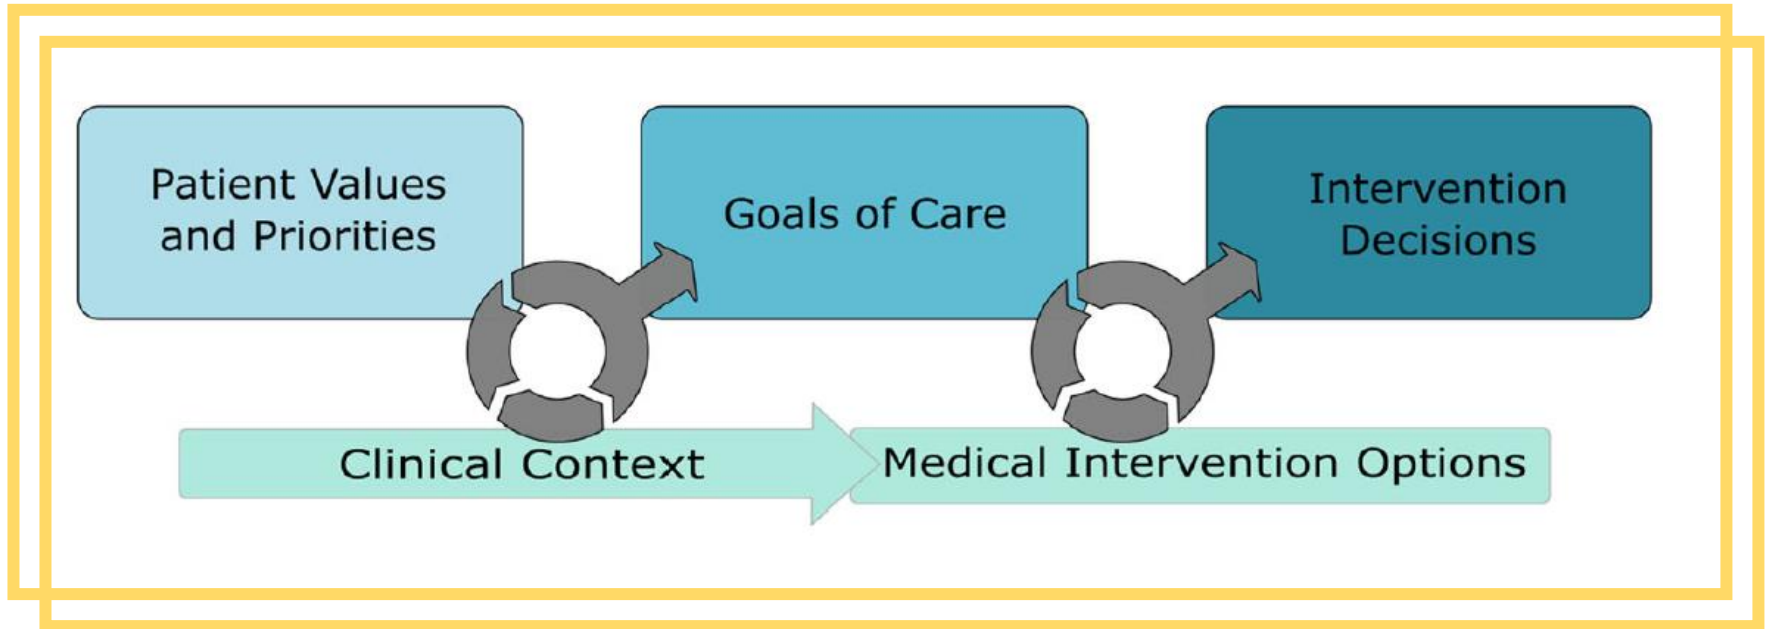 Patient Values
and Priorities
Goals of Care
Intervention
Decisions
Clinical Context
Medical Intervention Options